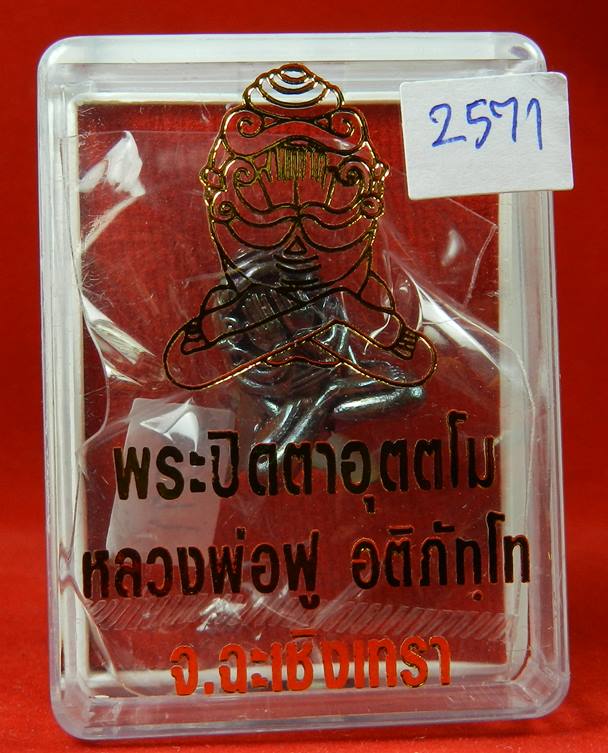 2571
พระปิดตาอุตตโม
หลวงพ่อฟู อติภัทฺโท
จ.ฉะเชิงเทรา